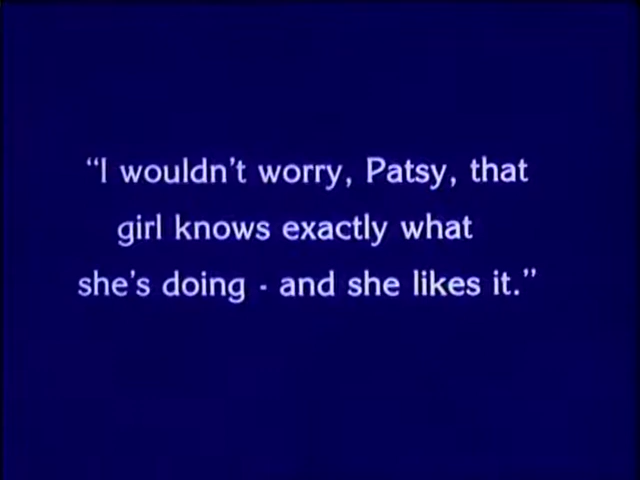 “I wouldn’t worry, Patsy, that
girl knows exactly what
she’s doing - and she likes it.”